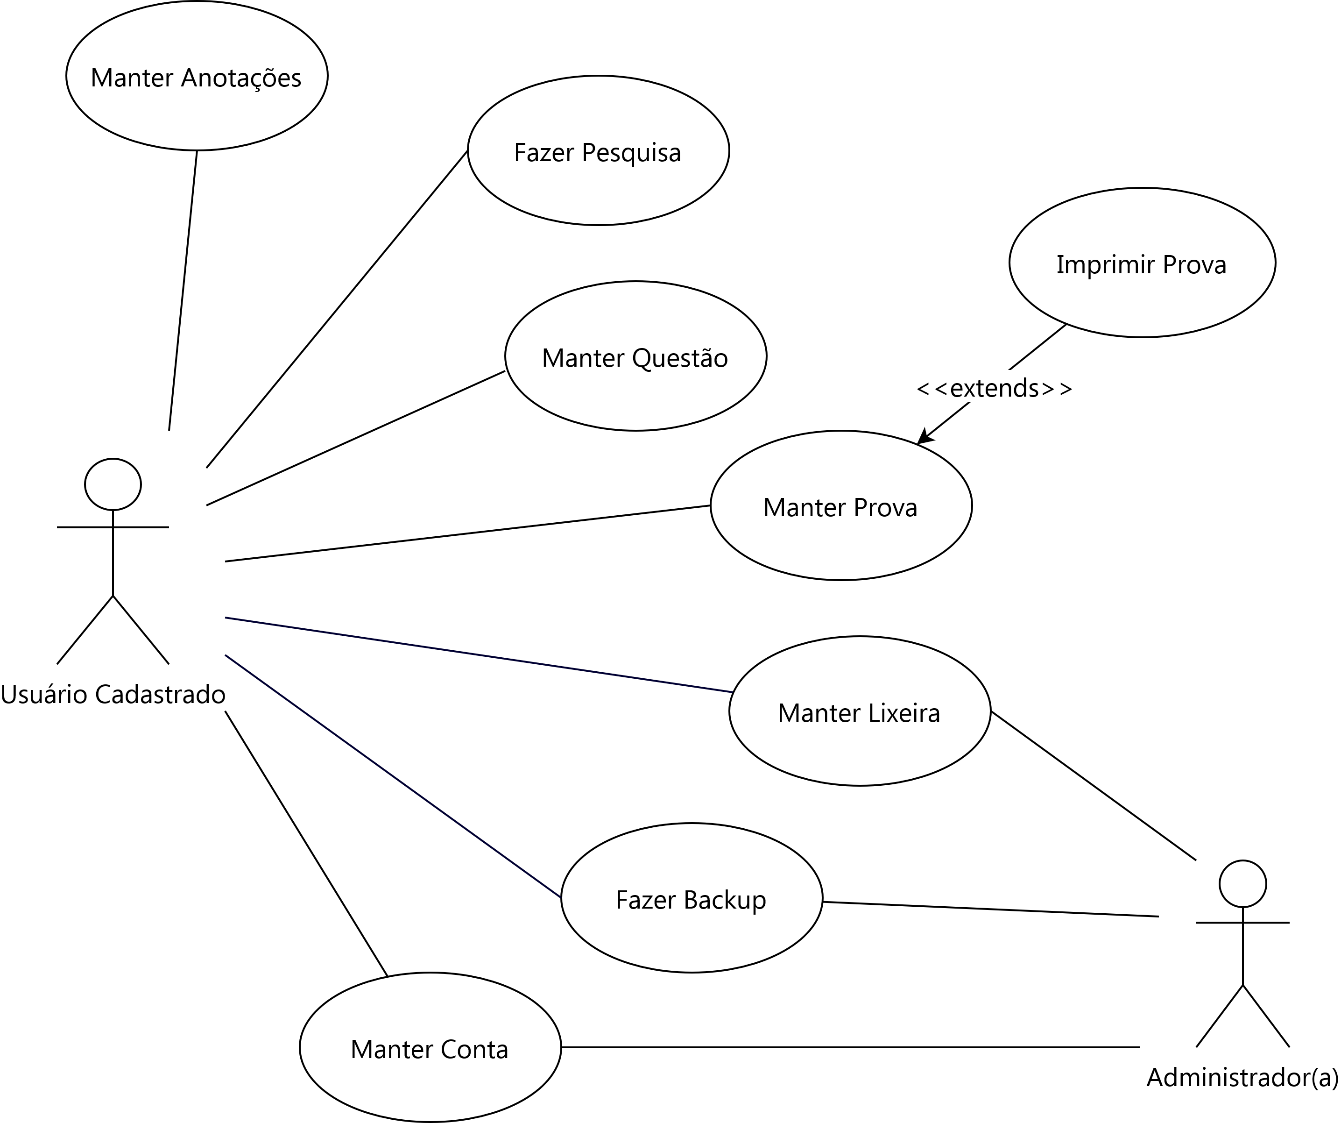 Manter Anotações
Fazer Pesquisa
Imprimir Prova
Manter Questão
<<extends>>
Manter Prova
Usuário Cadastrado
Manter Lixeira
Fazer Backup
Manter Conta
Administrador(a)